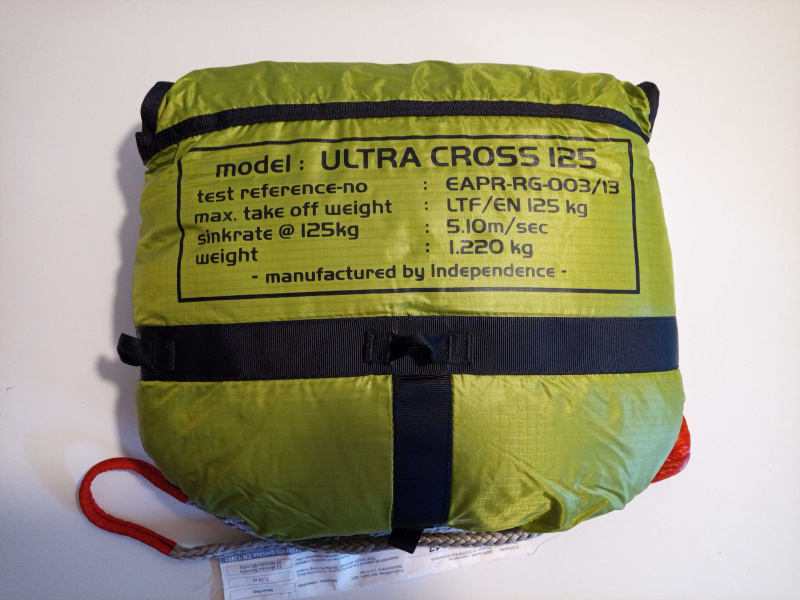 model : ULTRA CROSS 125
test reference-no : EAPR-RG-003/13
max. take off weight : LTF/EN 125 kg
sinkrate @ 125kg : 5.10m/sec
weight : 1.220 kg
- manufactured by Independence -